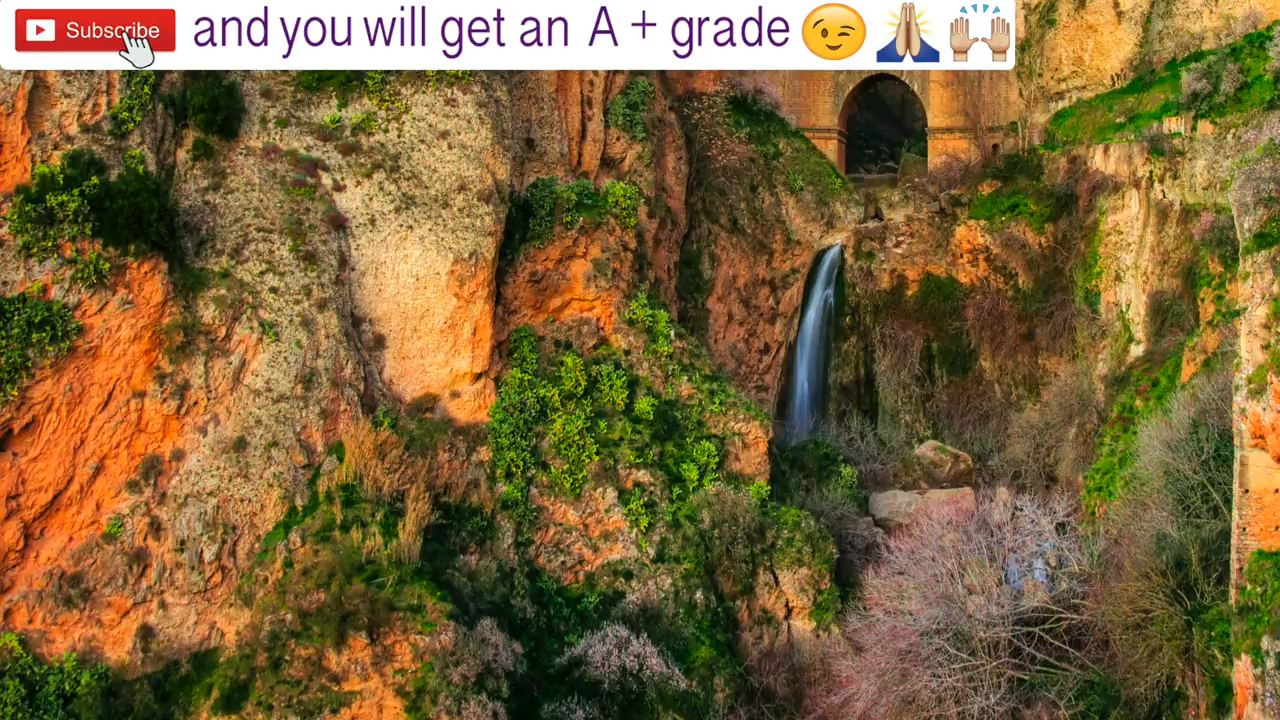 Subscribe and you will get an A + grade 😉 🙏 🙌